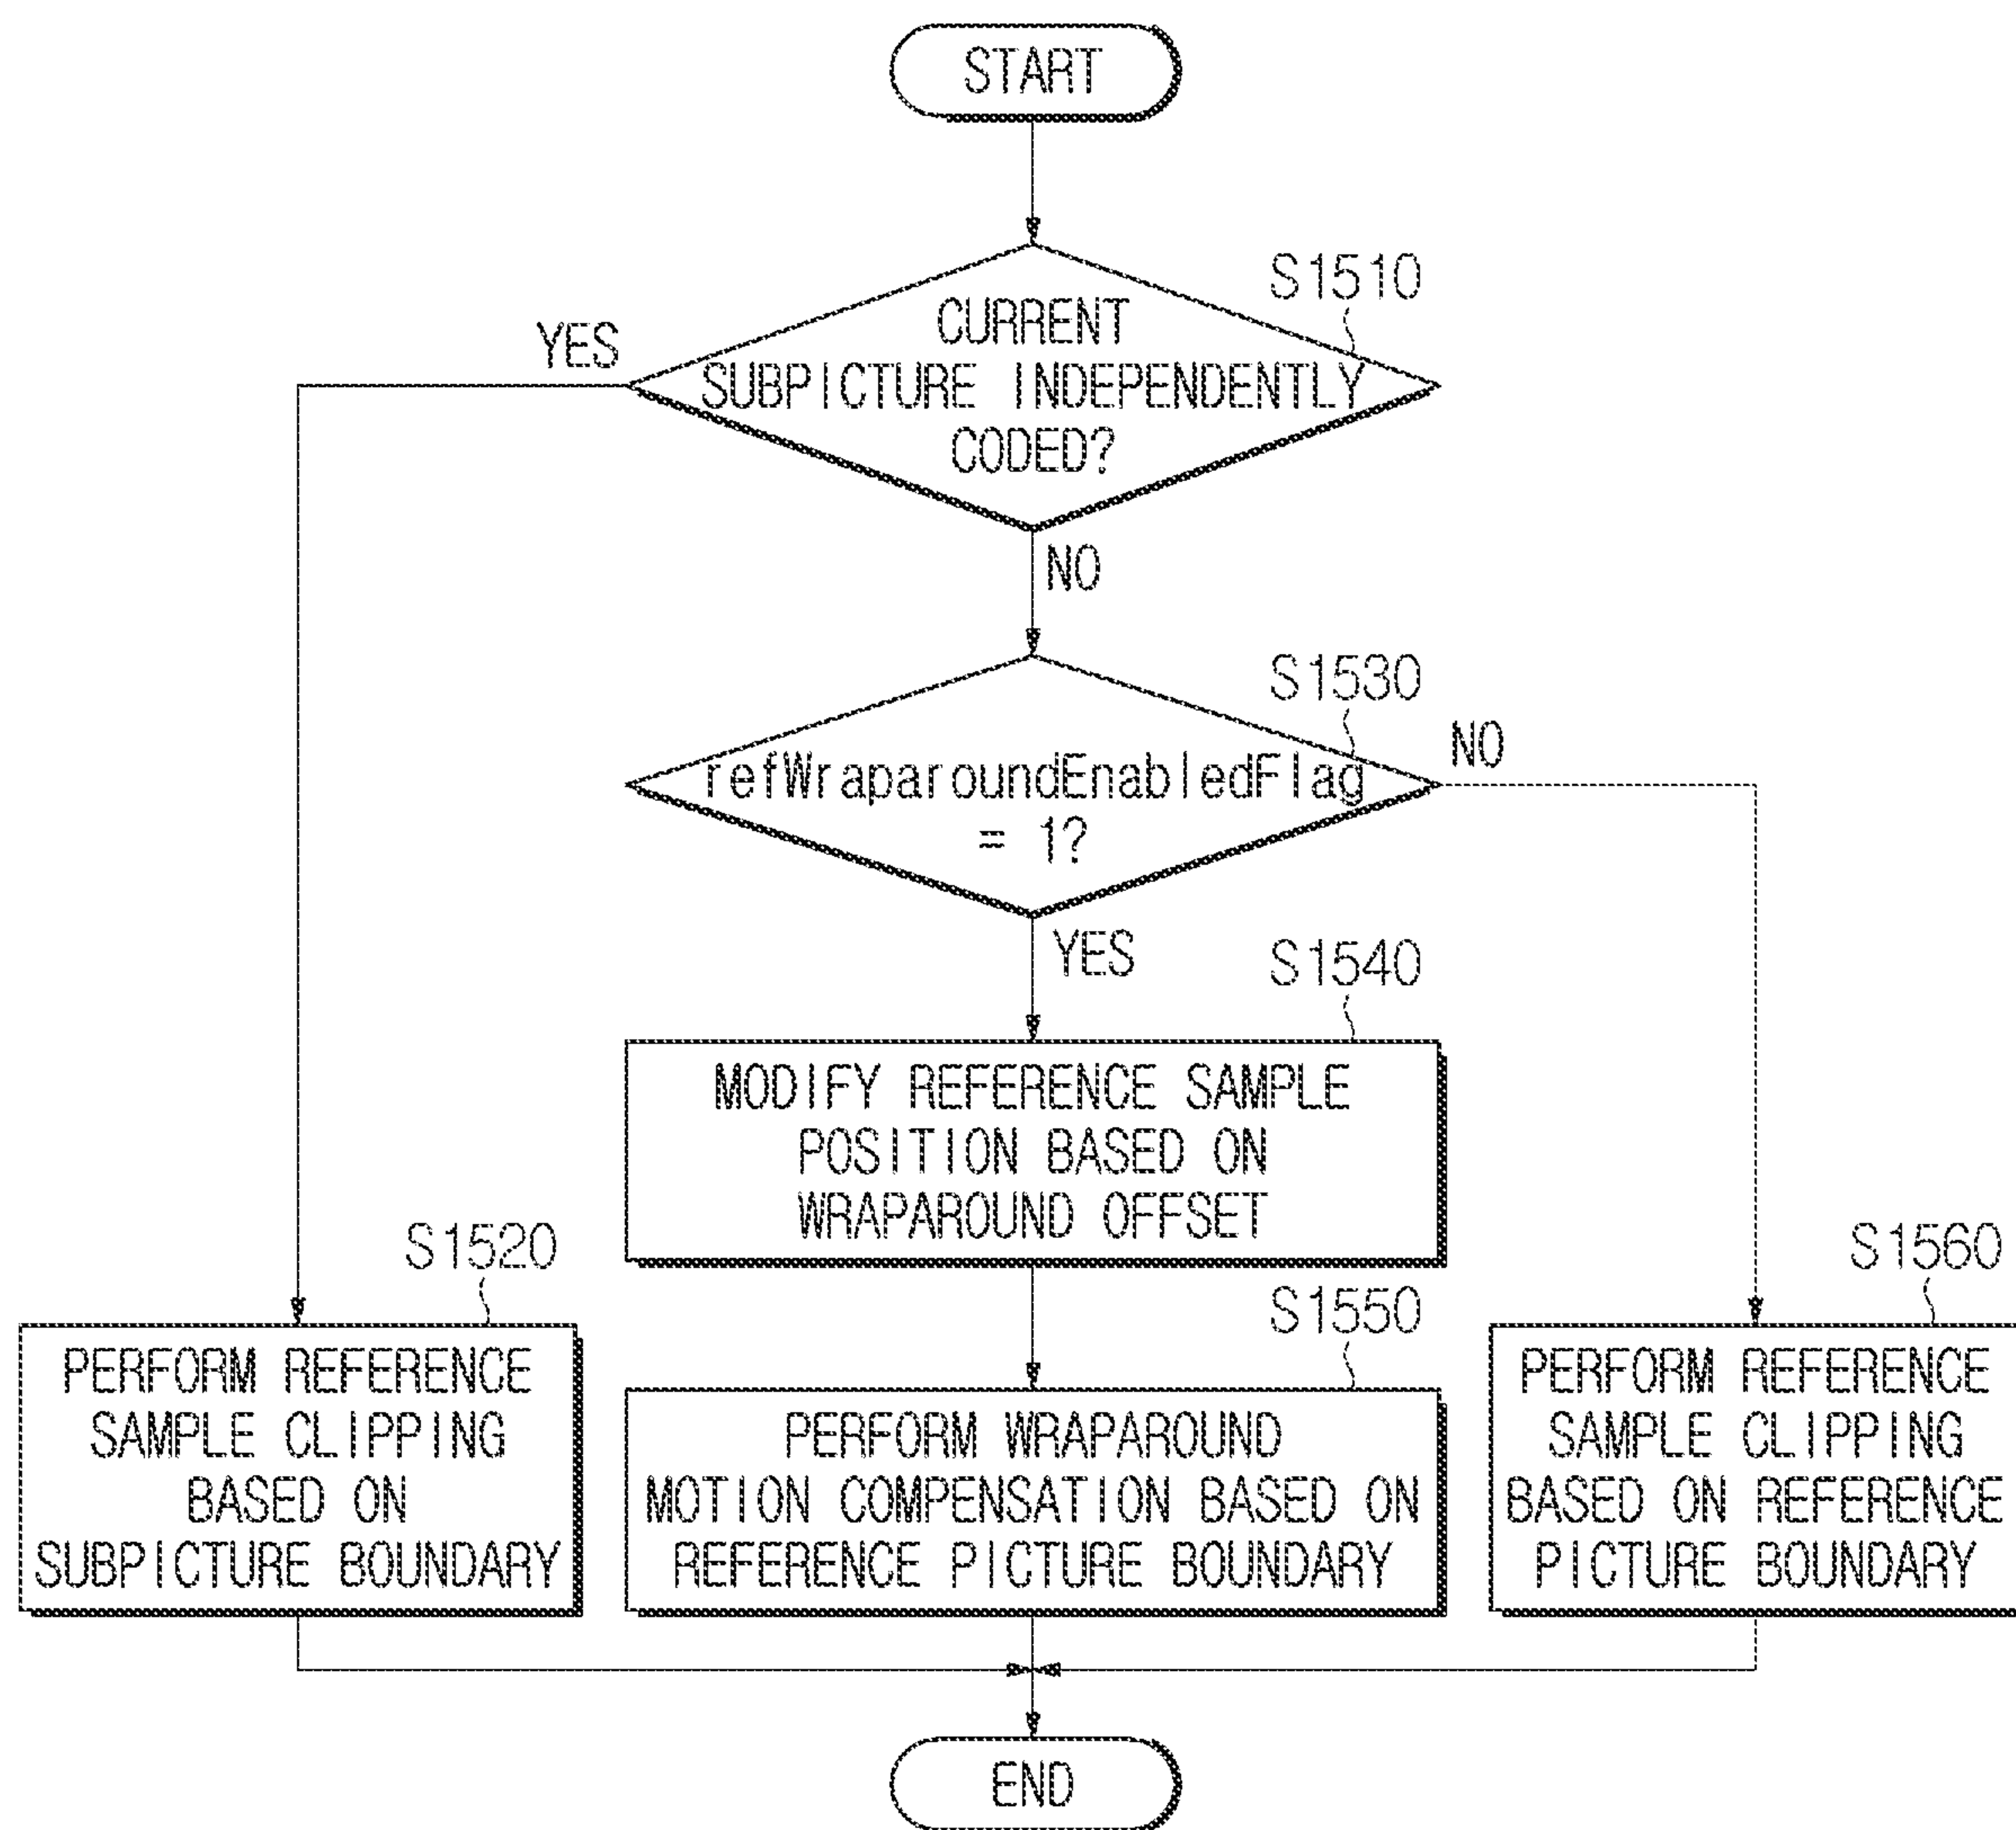 START
S1510
CURRENT
SUBPICTURE INDEPENDENTLY
CODED?
YES
NO
S1530
refWraparoundEnabledFlag
= 1?
NO
YES
S1540
MODIFY REFERENCE SAMPLE
POSITION BASED ON
WRAPAROUND OFFSET
S1520
PERFORM REFERENCE
SAMPLE CLIPPING
BASED ON
SUBPICTURE BOUNDARY
S1550
PERFORM WRAPAROUND
MOTION COMPENSATION BASED ON
REFERENCE PICTURE BOUNDARY
S1560
PERFORM REFERENCE
SAMPLE CLIPPING
BASED ON REFERENCE
PICTURE BOUNDARY
END